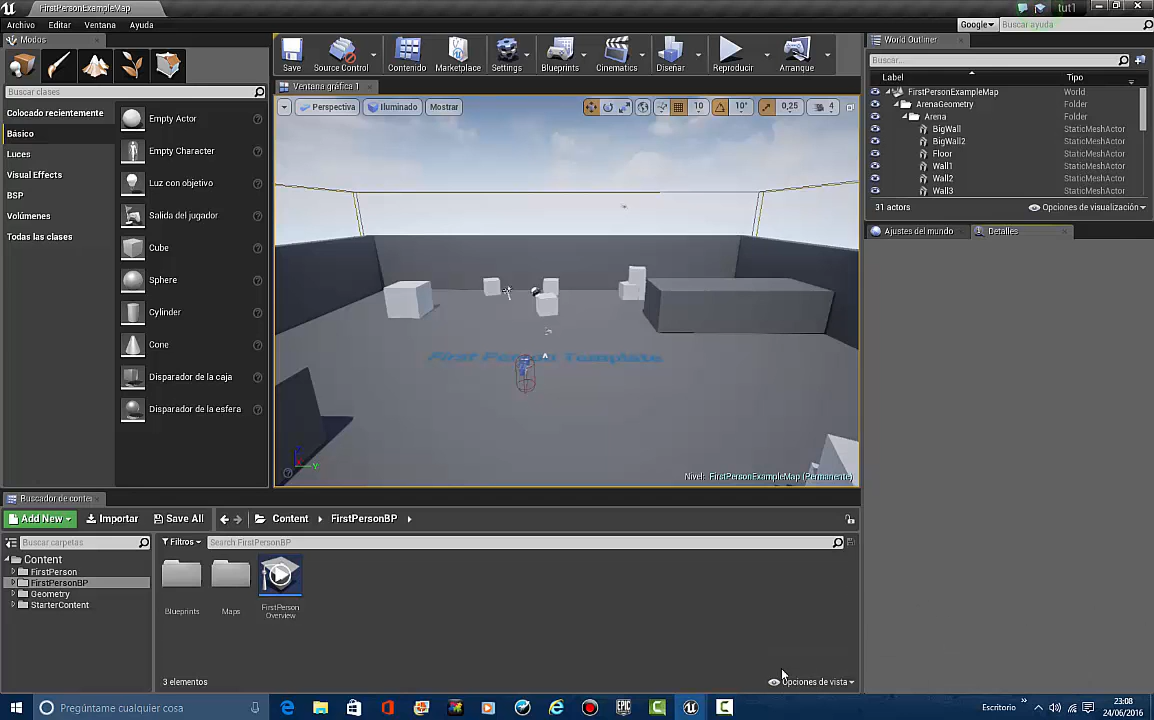 FirstPersonExampleMap
tut1
Archivo Editar Ventana Ayuda
Google
Buscar ayuda
Modos
Buscar clases
Colocado recientemente
Básico
Luces
Visual Effects
BSP
Volúmenes
Todas las clases
Empty Actor
Empty Character
Luz con objetivo
Salida del jugador
Cube
Sphere
Cylinder
Cone
Disparador de la caja
Disparador de la esfera
Save
Source Control
Contenido
Marketplace
Settings
Blueprints
Cinematics
Diseñar
Reproducir
Arranque
Ventana gráfica 1
Perspectiva
Iluminado
Mostrar
10
10°
0,25
4
First Person Template
Nivel: FirstPersonExampleMap (Permanente)
World Outliner
Buscar...
Label Tipo
FirstPersonExampleMap World
ArenaGeometry Folder
Arena Folder
BigWall StaticMeshActor
BigWall2 StaticMeshActor
Floor StaticMeshActor
Wall1 StaticMeshActor
Wall2 StaticMeshActor
Wall3 StaticMeshActor
31 actors
Opciones de visualización
Ajustes del mundo
Detalles
Buscador de conte
Add New
Importar
Save All
Content
FirstPersonBP
Buscar carpetas
Content
FirstPerson
FirstPersonBP
Geometry
StarterContent
Filtros
Search FirstPersonBP
Blueprints
Maps
FirstPerson
Overview
3 elementos
Opciones de vista
Pregúntame cualquier cosa
Escritorio
23:08
24/06/2016